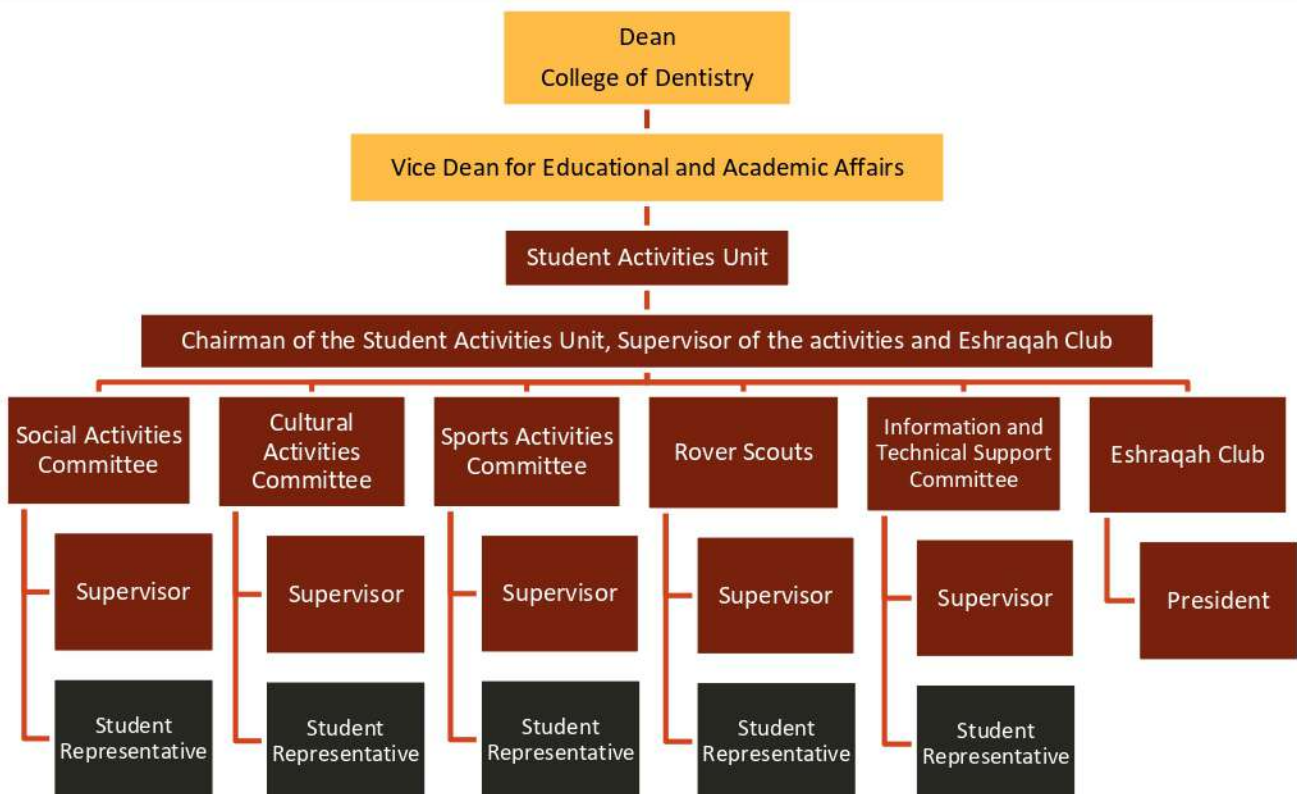 Dean
College of Dentistry
Vice Dean for Educational and Academic Affairs
Student Activities Unit
Chairman of the Student Activities Unit, Supervisor of the activities and Eshraqah Club
Social Activities
Committee
Cultural
Activities
Committee
Sports Activities
Committee
Rover Scouts
Information and
Technical Support
Committee
Eshraqah Club
Supervisor
Supervisor
Supervisor
Supervisor
Supervisor
President
Student
Representative
Student
Representative
Student
Representative
Student
Representative
Student
Representative